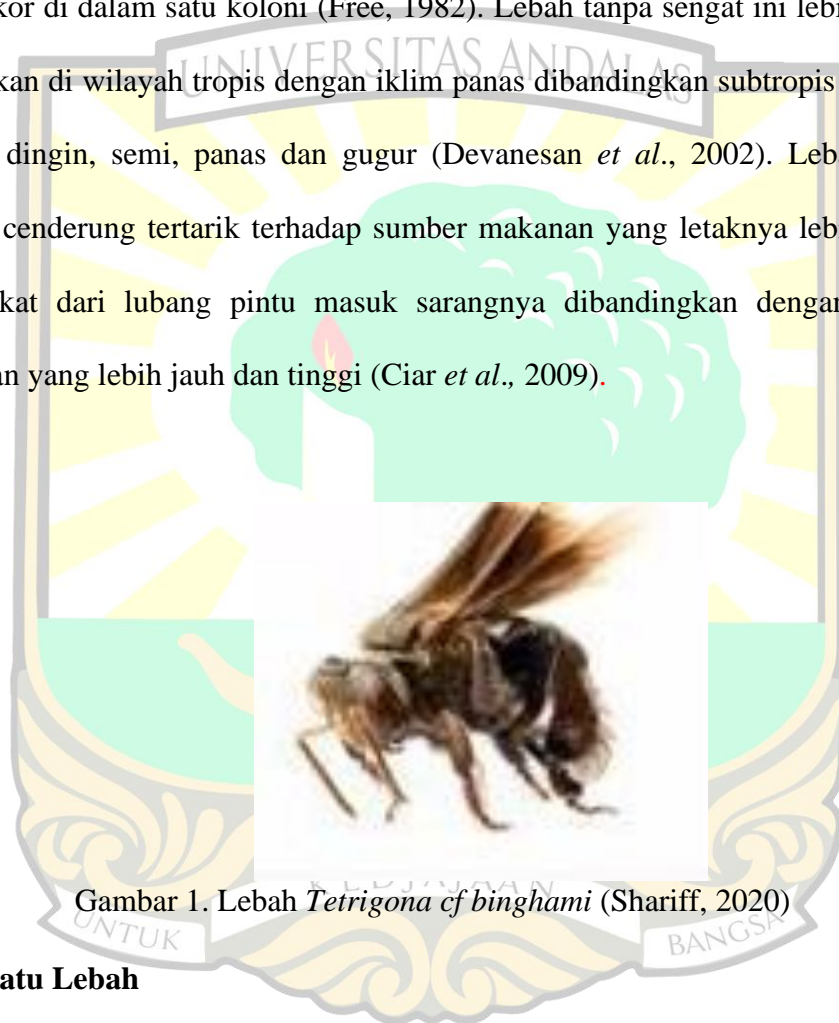 kor di dalam satu koloni (Free, 1982). Lebah tanpa sengat ini lebi
UNIVERSITAS ANDALAS
kan di wilayah tropis dengan iklim panas dibandingkan subtropis
dingin, semi, panas dan gugur (Devanesan et al., 2002). Leb
cenderung tertarik terhadap sumber makanan yang letaknya leb
kat dari lubang pintu masuk sarangnya dibandingkan dengan
an yang lebih jauh dan tinggi (Ciar et al., 2009).
KEDJAJAAN
Gambar 1. Lebah Tetrigona cf binghami (Shariff, 2020)
UNTUK
BANGSA
atu Lebah